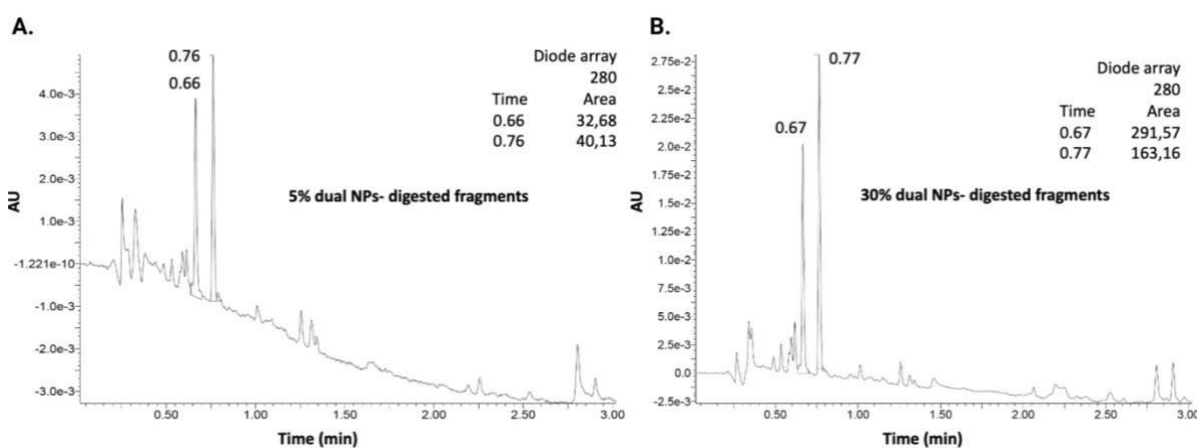 A.
0.76
0.66
Diode array
280
Time Area
0.66 32,68
0.76 40,13
5% dual NPs- digested fragments
AU
4.0e-3
3.0e-3
2.0e-3
1.0e-3
-1.221e-10
-1.0e-3
-2.0e-3
-3.0e-3
0.50 1.00 1.50 2.00 2.50 3.00
Time (min)
B.
0.77
0.67
Diode array
280
Time Area
0.67 291,57
0.77 163,16
30% dual NPs- digested fragments
AU
2.75e-2
2.5e-2
2.25e-2
2.0e-2
1.75e-2
1.5e-2
1.25e-2
1.0e-2
7.5e-3
5.0e-3
2.5e-3
0.0
-2.5e-3
0.50 1.00 1.50 2.00 2.50 3.00
Time (min)